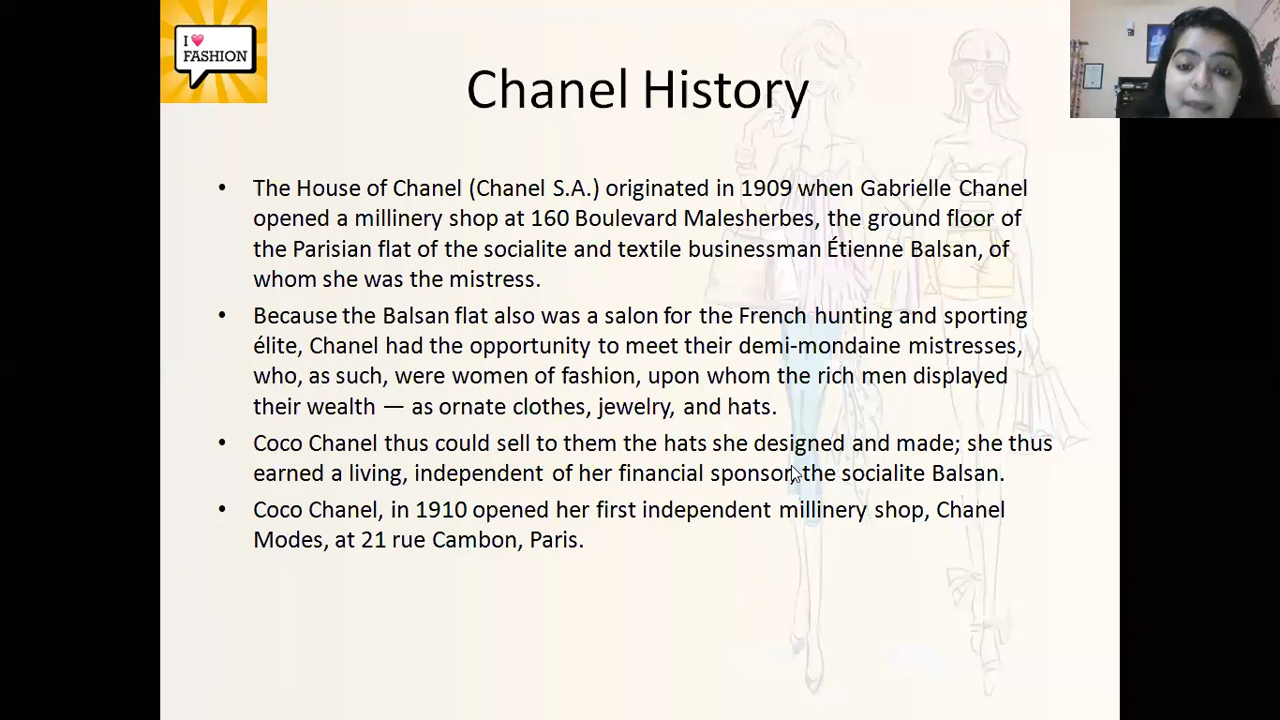 I
FASHION
Chanel History
• The House of Chanel (Chanel S.A.) originated in 1909 when Gabrielle Chanel
opened a millinery shop at 160 Boulevard Malesherbes, the ground floor of
the Parisian flat of the socialite and textile businessman Étienne Balsan, of
whom she was the mistress.
• Because the Balsan flat also was a salon for the French hunting and sporting
élite, Chanel had the opportunity to meet their demi-mondaine mistresses,
who, as such, were women of fashion, upon whom the rich men displayed
their wealth — as ornate clothes, jewelry, and hats.
• Coco Chanel thus could sell to them the hats she designed and made; she thus
earned a living, independent of her financial sponsor, the socialite Balsan.
• Coco Chanel, in 1910 opened her first independent millinery shop, Chanel
Modes, at 21 rue Cambon, Paris.